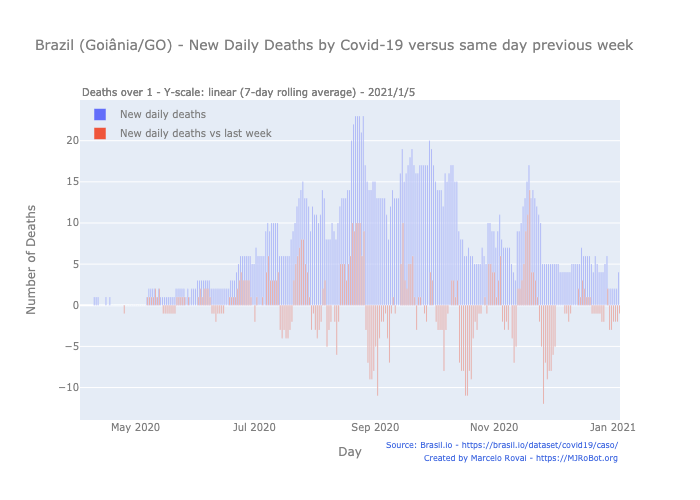 Brazil (Goiânia/GO) - New Daily Deaths by Covid-19 versus same day previous week
Deaths over 1 - Y-scale: linear (7-day rolling average) - 2021/1/5
New daily deaths
New daily deaths vs last week
20
15
10
5
0
−5
−10
Number of Deaths
May 2020
Jul 2020
Sep 2020
Nov 2020
Jan 2021
Day
Source: Brasil.io - https://brasil.io/dataset/covid19/caso/
Created by Marcelo Rovai - https://MJRoBot.org